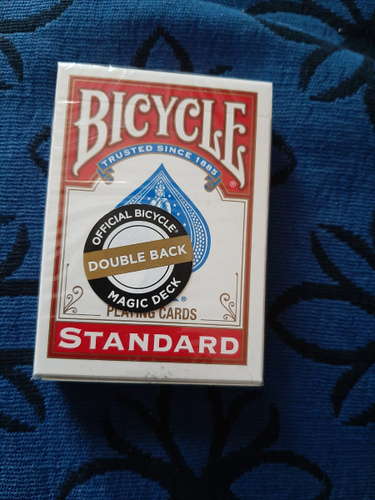 BICYCLE
TRUSTED SINCE 1885
®
OFFICIAL BICYCLE®
DOUBLE BACK
MAGIC DECK
®
PLAYING CARDS
STANDARD